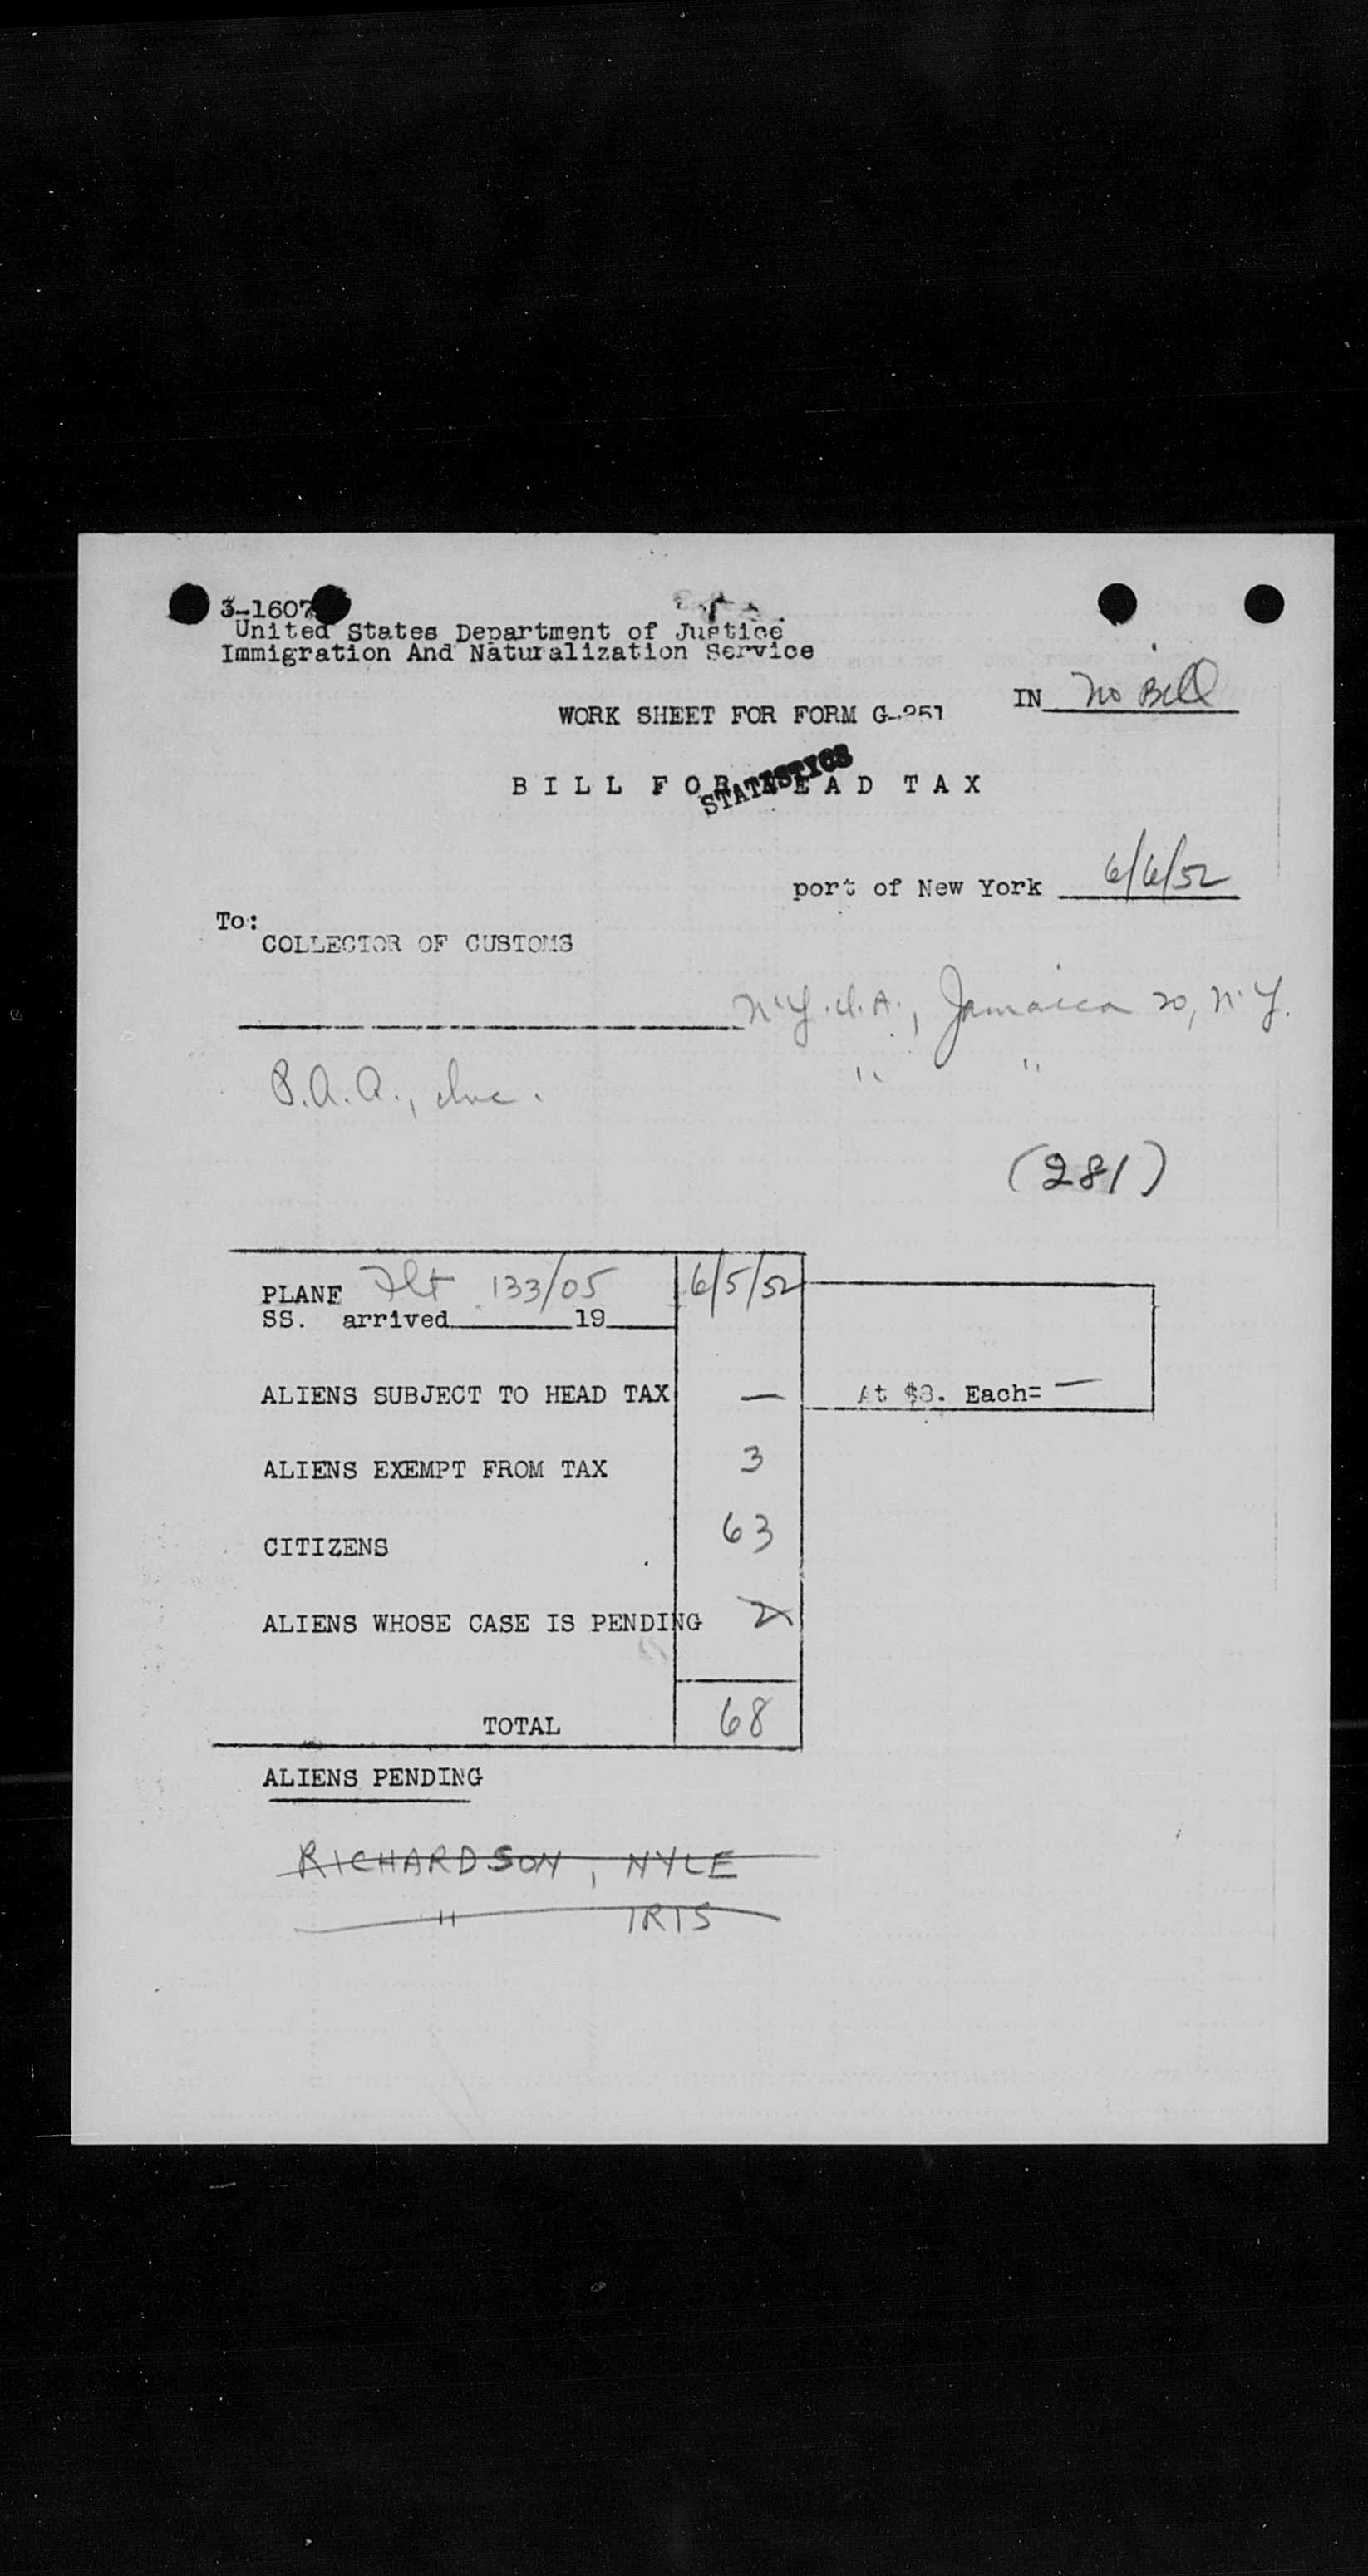 3-1607
United States Department of Justice
Immigration And Naturalization Service
IN No Bill
WORK SHEET FOR FORM G-251
BILL FOR HEAD TAX
STATISTICS
port of New York 6/6/52
To:
COLLECTOR OF CUSTOMS
N.Y.I.A., Jamaica 20, N.Y.
P.A.A., Inc. " "
(281)
PLANE Flt 133/05 6/5/52
SS. arrived 19
ALIENS SUBJECT TO HEAD TAX — At $8. Each= —
ALIENS EXEMPT FROM TAX 3
CITIZENS 63
ALIENS WHOSE CASE IS PENDING 2
TOTAL 68
ALIENS PENDING
RICHARDSON, NYLE
" IRIS